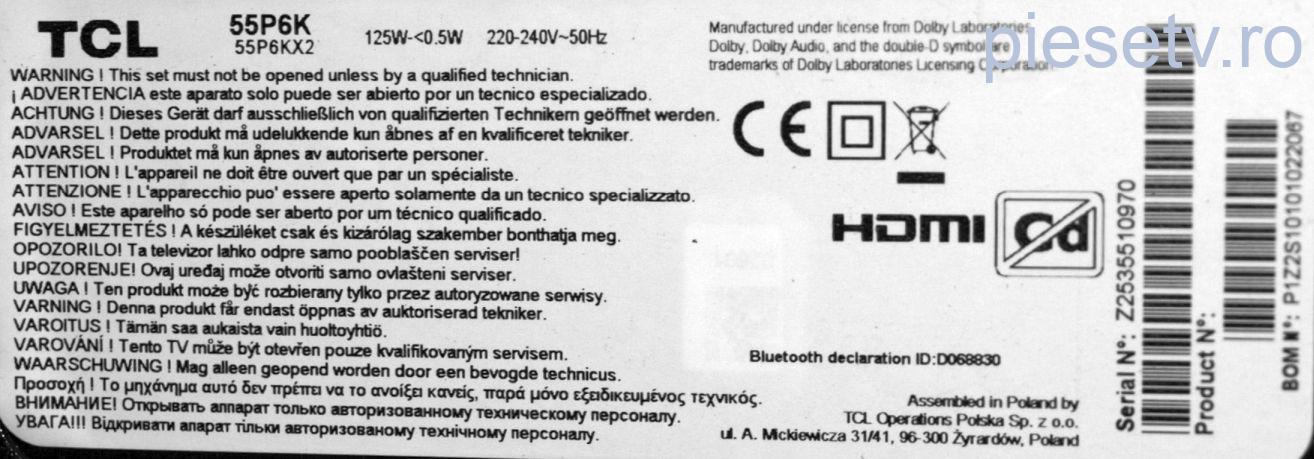 TCL
55P6K
55P6KX2
125W-<0.5W 220-240V~50Hz
WARNING ! This set must not be opened unless by a qualified technician.
¡ ADVERTENCIA este aparato solo puede ser abierto por un tecnico especializado.
ACHTUNG ! Dieses Gerät darf ausschließlich von qualifizierten Technikern geöffnet werden.
ADVARSEL ! Dette produkt må udelukkende kun åbnes af en kvalificeret tekniker.
ADVARSEL ! Produktet må kun åpnes av autoriserte personer.
ATTENTION ! L'appareil ne doit être ouvert que par un spécialiste.
ATTENZIONE ! L'apparecchio puo' essere aperto solamente da un tecnico specializzato.
AVISO ! Este aparelho só pode ser aberto por um técnico qualificado.
FIGYELMEZTETÉS ! A készüléket csak és kizárólag szakember bonthatja meg.
OPOZORILO! Ta televizor lahko odpre samo pooblaščen serviser!
UPOZORENJE! Ovaj uređaj može otvoriti samo ovlašteni serviser.
UWAGA ! Ten produkt może być rozbierany tylko przez autoryzowane serwisy.
VARNING ! Denna produkt får endast öppnas av auktoriserad tekniker.
VAROITUS ! Tämän saa aukaista vain huoltoyhtiö.
VAROVÁNÍ ! Tento TV může být otevřen pouze kvalifikovaným servisem.
WAARSCHUWING ! Mag alleen geopend worden door een bevogde technicus.
Προσοχή ! Το μηχάνημα αυτό δεν πρέπει να το ανοίξει κανείς, παρά μόνο εξειδικευμένος τεχνικός.
ВНИМАНИЕ! Открывать аппарат только авторизованному техническому персоналу.
УВАГА!!! Відкривати апарат тільки авторизованому технічному персоналу.
Manufactured under license from Dolby Laboratories.
Dolby, Dolby Audio, and the double-D symbol are
trademarks of Dolby Laboratories Licensing Corporation.
piesetv.ro
CE
HDMI
Cd
Bluetooth declaration ID:D068830
Assembled in Poland by
TCL Operations Polska Sp. z o.o.
ul. A. Mickiewicza 31/41, 96-300 Żyrardów, Poland
Serial N°: Z2535510970
Product N°:
BOM N°: P1Z2S10101022067